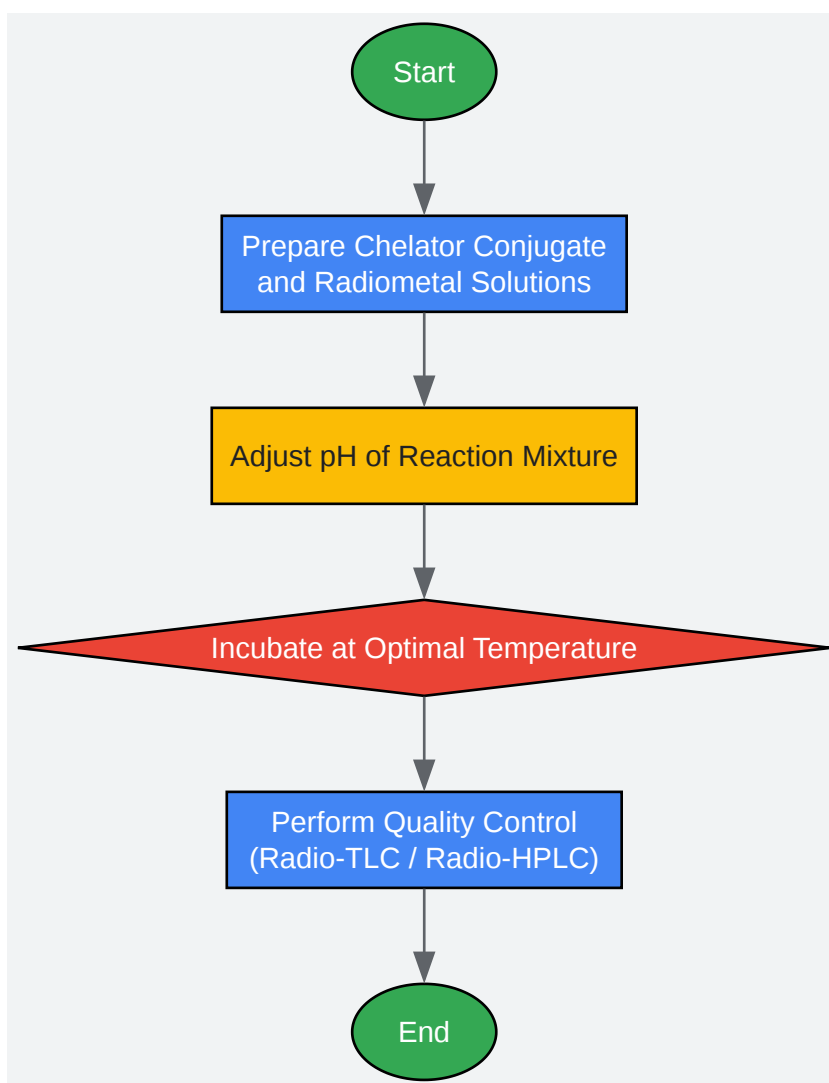 Start
Prepare Chelator Conjugate
and Radiometal Solutions
Adjust pH of Reaction Mixture
Incubate at Optimal Temperature
Perform Quality Control
(Radio-TLC / Radio-HPLC)
End